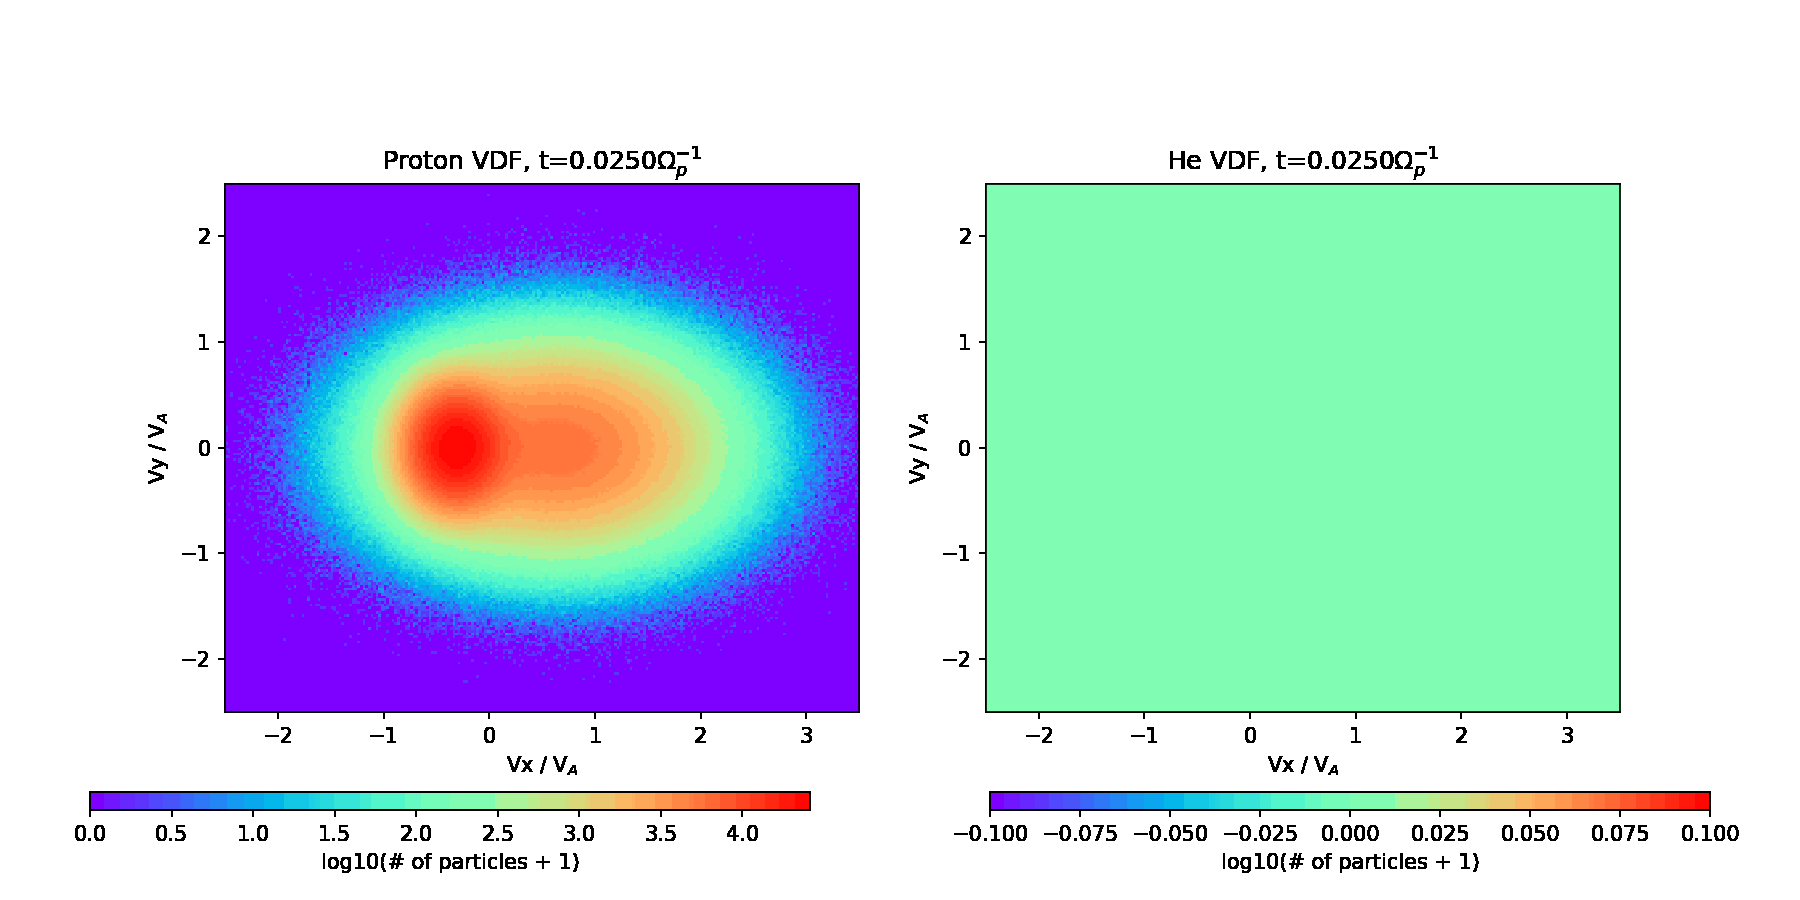 Proton VDF, t=0.0250Ω_p^{-1}
2
1
0
−1
−2
Vy / V_A
−2 −1 0 1 2 3
Vx / V_A
0.0 0.5 1.0 1.5 2.0 2.5 3.0 3.5 4.0
log10(# of particles + 1)
He VDF, t=0.0250Ω_p^{-1}
2
1
0
−1
−2
Vy / V_A
−2 −1 0 1 2 3
Vx / V_A
−0.100 −0.075 −0.050 −0.025 0.000 0.025 0.050 0.075 0.100
log10(# of particles + 1)